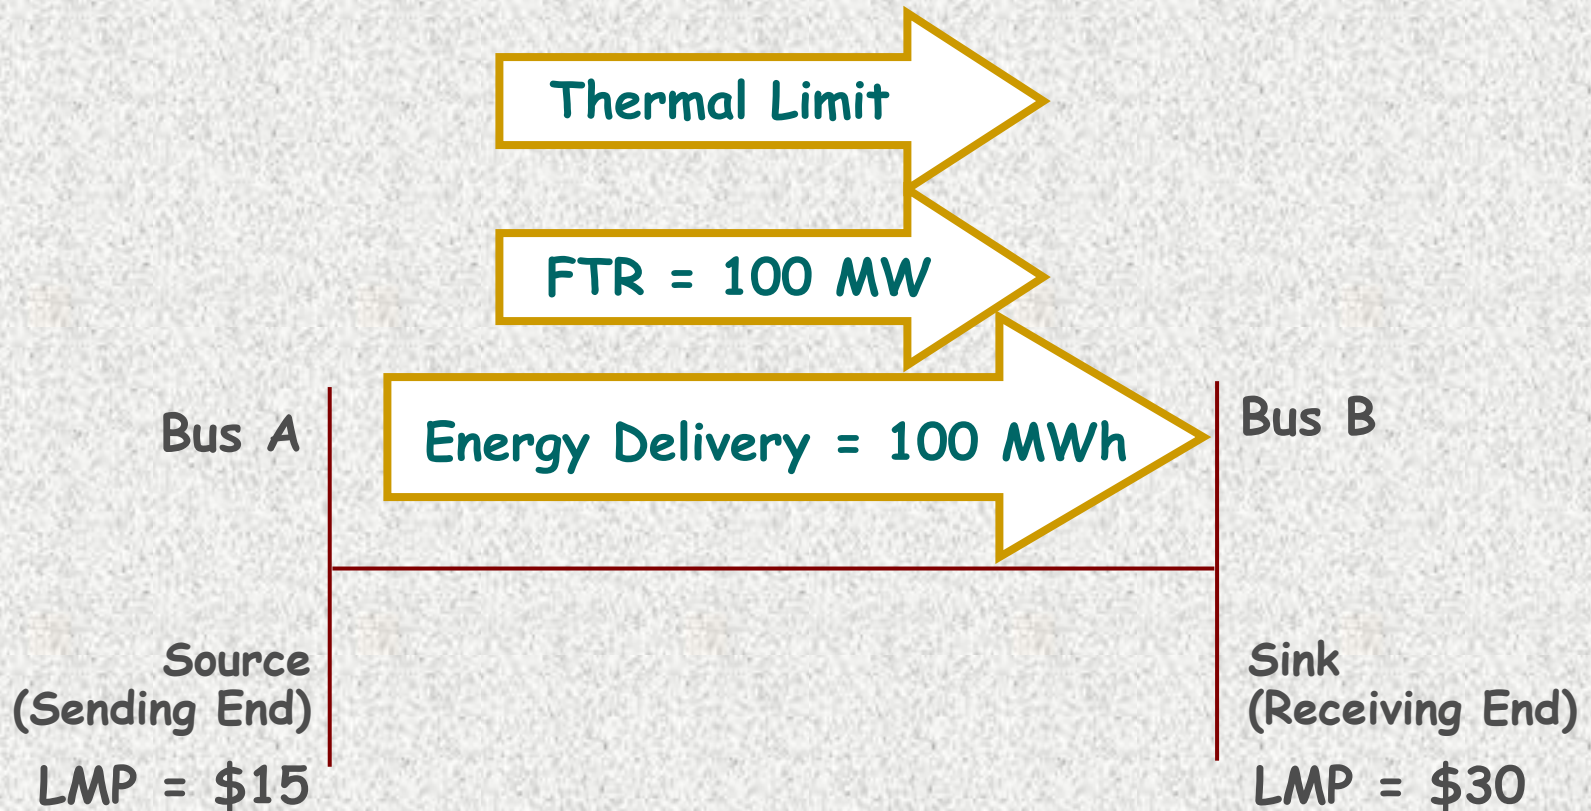 Thermal Limit
FTR = 100 MW
Energy Delivery = 100 MWh
Bus A
Bus B
Source
(Sending End)
LMP = $15
Sink
(Receiving End)
LMP = $30